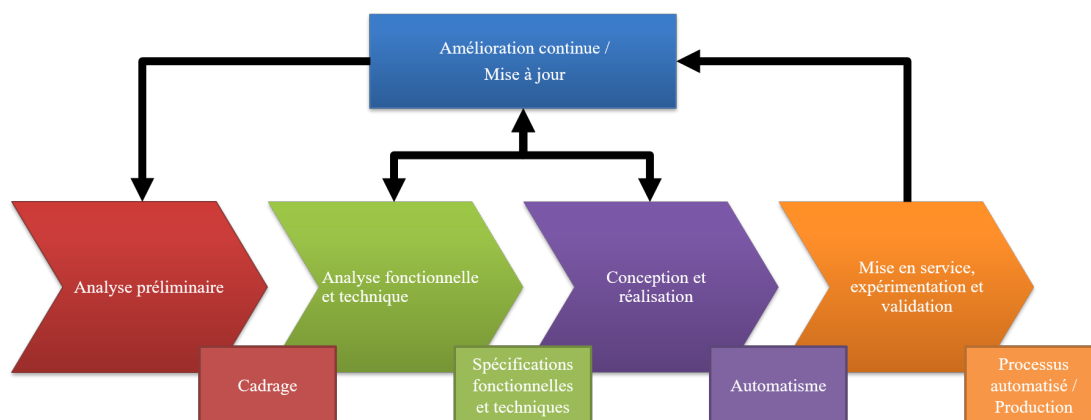 Amélioration continue /
Mise à jour
Analyse préliminaire
Analyse fonctionnelle
et technique
Conception et
réalisation
Mise en service,
expérimentation et
validation
Cadrage
Spécifications
fonctionnelles
et techniques
Automatisme
Processus
automatisé /
Production